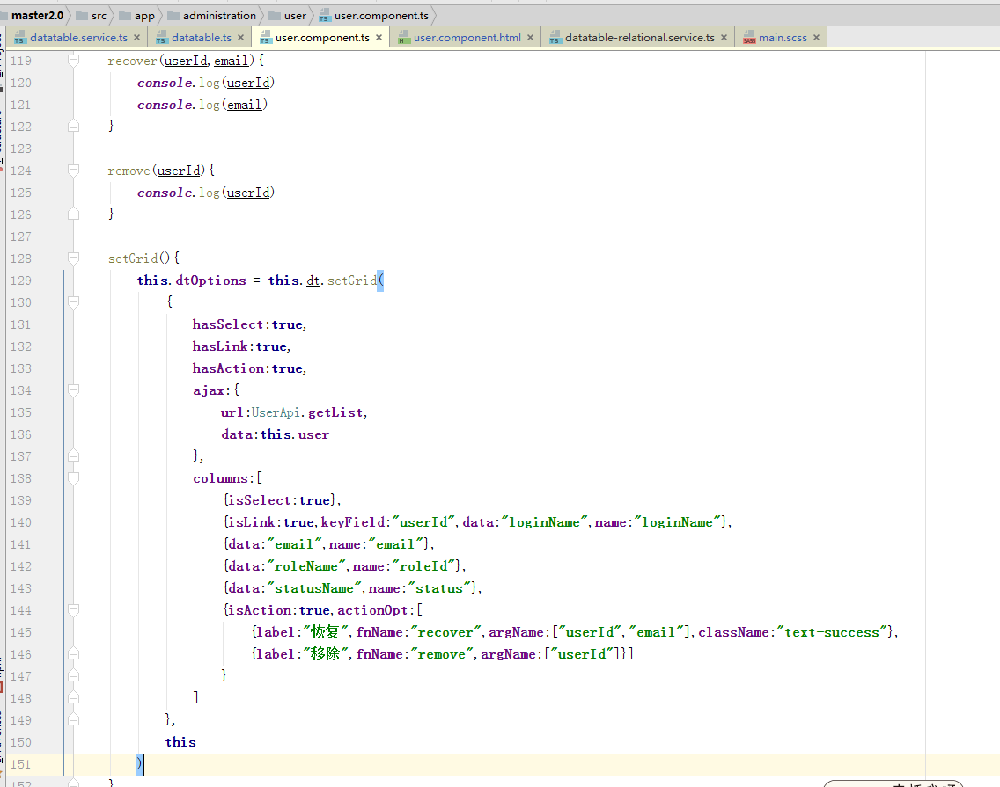 master2.0 src app administration user user.component.ts
datatable.service.ts × datatable.ts × user.component.ts × user.component.html × datatable-relational.service.ts × main.scss ×
119 recover(userId,email){
120 console.log(userId)
121 console.log(email)
122 }
123
124 remove(userId){
125 console.log(userId)
126 }
127
128 setGrid(){
129 this.dtOptions = this.dt.setGrid(
130 {
131 hasSelect:true,
132 hasLink:true,
133 hasAction:true,
134 ajax:{
135 url:UserApi.getList,
136 data:this.user
137 },
138 columns:[
139 {isSelect:true},
140 {isLink:true,keyField:"userId",data:"loginName",name:"loginName"},
141 {data:"email",name:"email"},
142 {data:"roleName",name:"roleId"},
143 {data:"statusName",name:"status"},
144 {isAction:true,actionOpt:[
145 {label:"恢复",fnName:"recover",argName:["userId","email"],className:"text-success"},
146 {label:"移除",fnName:"remove",argName:["userId"]}]
147 }
148 ]
149 },
150 this
151 )
152 }